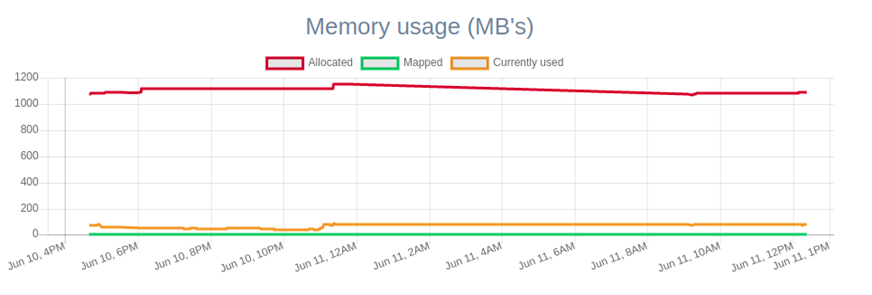 Memory usage (MB's)
Allocated Mapped Currently used
1200
1000
800
600
400
200
0
Jun 10, 4PM
Jun 10, 6PM
Jun 10, 8PM
Jun 10, 10PM
Jun 11, 12AM
Jun 11, 2AM
Jun 11, 4AM
Jun 11, 6AM
Jun 11, 8AM
Jun 11, 10AM
Jun 11, 12PM
Jun 11, 1PM